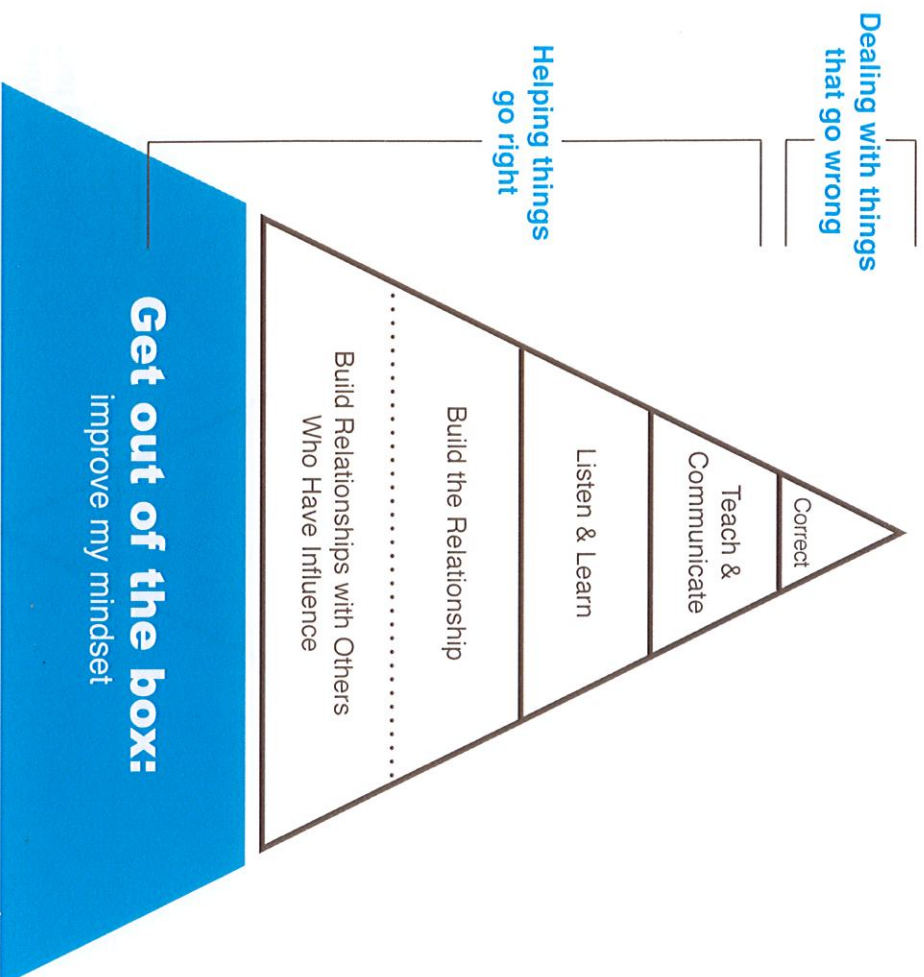 Dealing with things
that go wrong
Correct
Teach &
Communicate
Helping things
go right
Listen & Learn
Build the Relationship
Build Relationships with Others
Who Have Influence
Get out of the box:
improve my mindset